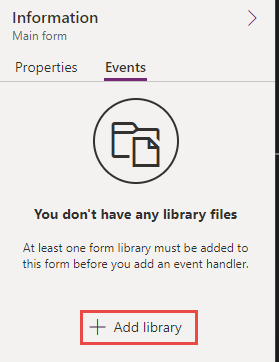 Information
Main form
Properties Events
You don't have any library files
At least one form library must be added to
this form before you add an event handler.
Add library